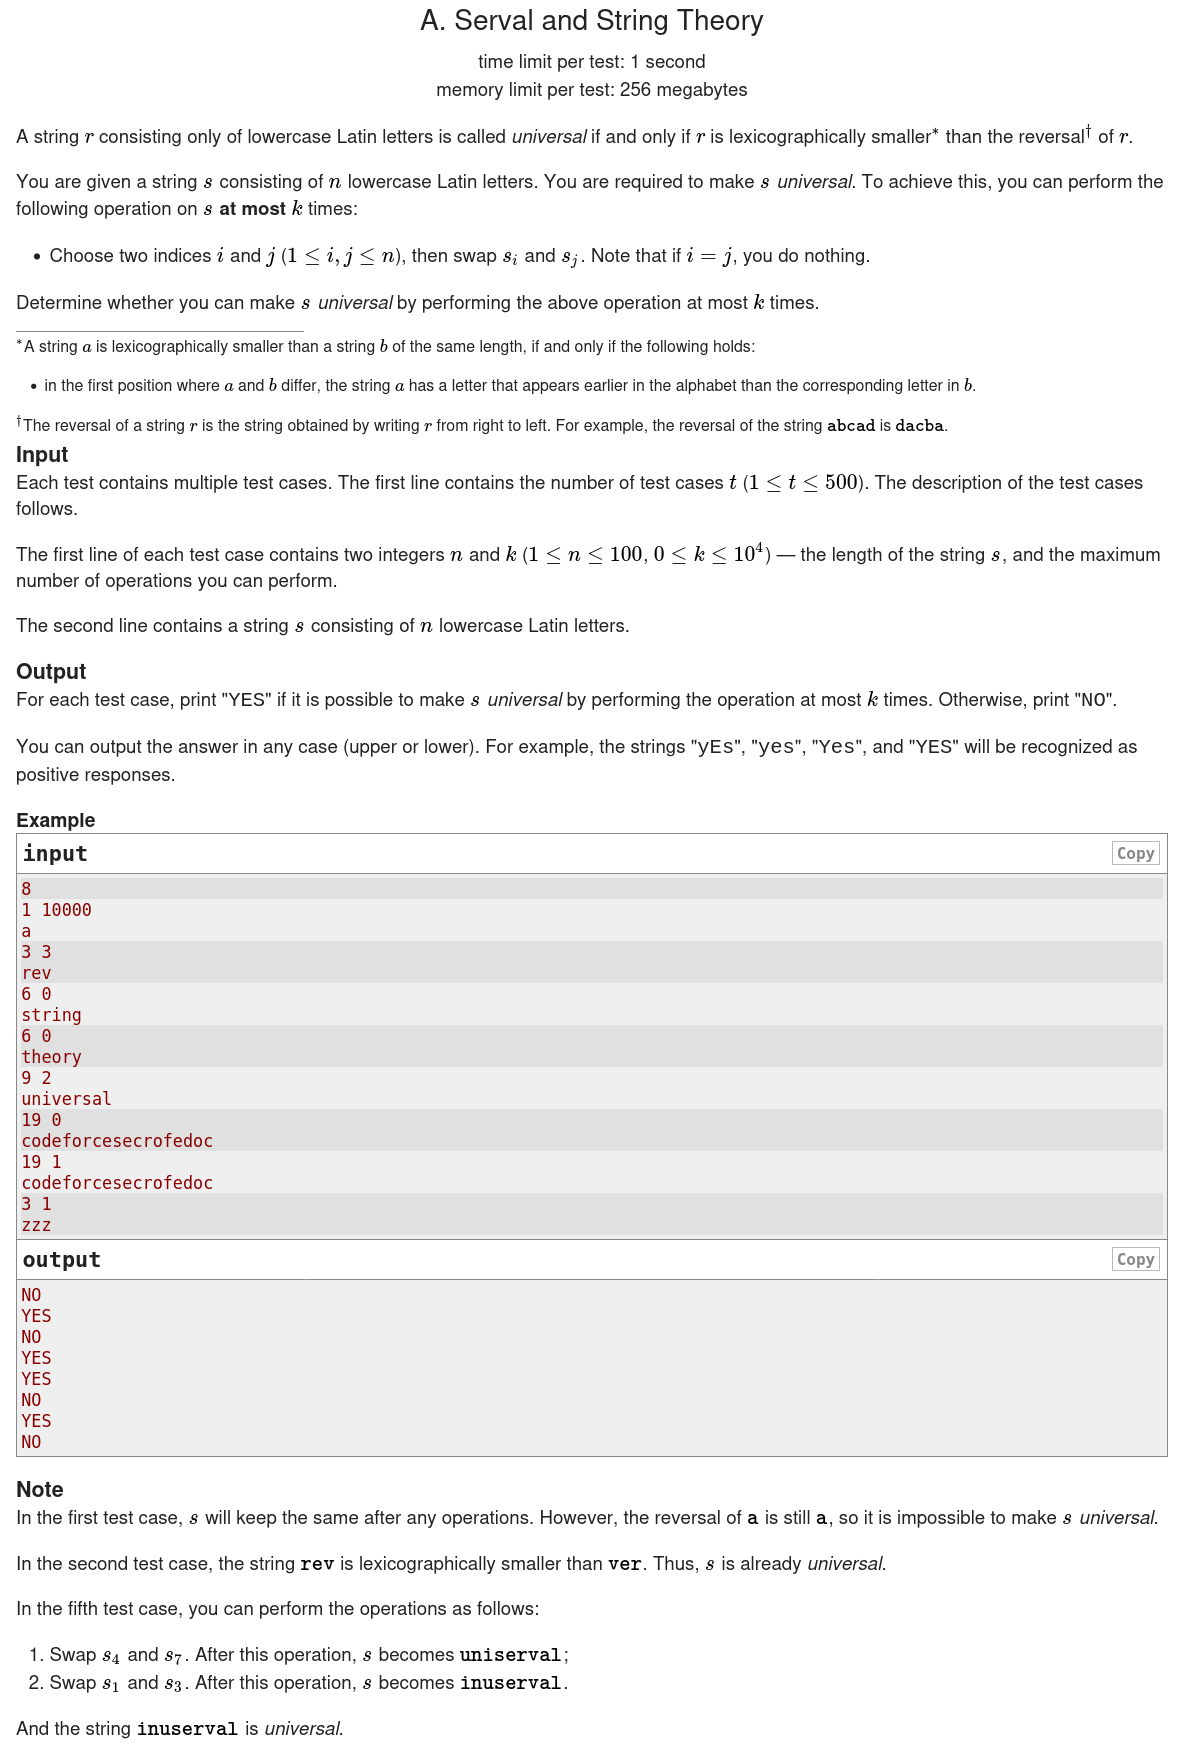 A. Serval and String Theory
time limit per test: 1 second
memory limit per test: 256 megabytes
A string r consisting only of lowercase Latin letters is called universal if and only if r is lexicographically smaller* than the reversal† of r.
You are given a string s consisting of n lowercase Latin letters. You are required to make s universal. To achieve this, you can perform the
following operation on s at most k times:
• Choose two indices i and j (1 ≤ i, j ≤ n), then swap s_i and s_j. Note that if i = j, you do nothing.
Determine whether you can make s universal by performing the above operation at most k times.
*A string a is lexicographically smaller than a string b of the same length, if and only if the following holds:
• in the first position where a and b differ, the string a has a letter that appears earlier in the alphabet than the corresponding letter in b.
†The reversal of a string r is the string obtained by writing r from right to left. For example, the reversal of the string abcad is dacba.
Input
Each test contains multiple test cases. The first line contains the number of test cases t (1 ≤ t ≤ 500). The description of the test cases
follows.
The first line of each test case contains two integers n and k (1 ≤ n ≤ 100, 0 ≤ k ≤ 10^4) — the length of the string s, and the maximum
number of operations you can perform.
The second line contains a string s consisting of n lowercase Latin letters.
Output
For each test case, print "YES" if it is possible to make s universal by performing the operation at most k times. Otherwise, print "NO".
You can output the answer in any case (upper or lower). For example, the strings "yEs", "yes", "Yes", and "YES" will be recognized as
positive responses.
Example
input Copy
8
1 10000
a
3 3
rev
6 0
string
6 0
theory
9 2
universal
19 0
codeforcesecrofedoc
19 1
codeforcesecrofedoc
3 1
zzz
output Copy
NO
YES
NO
YES
YES
NO
YES
NO
Note
In the first test case, s will keep the same after any operations. However, the reversal of a is still a, so it is impossible to make s universal.
In the second test case, the string rev is lexicographically smaller than ver. Thus, s is already universal.
In the fifth test case, you can perform the operations as follows:
1. Swap s_4 and s_7. After this operation, s becomes uniserval;
2. Swap s_1 and s_3. After this operation, s becomes inuserval.
And the string inuserval is universal.